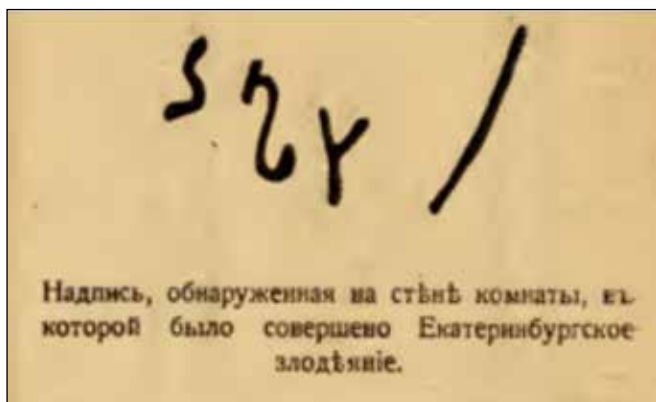 Надпись, обнаруженная на стѣнѣ комнаты, въ
которой было совершено Екатеринбургское
злодѣяніе.